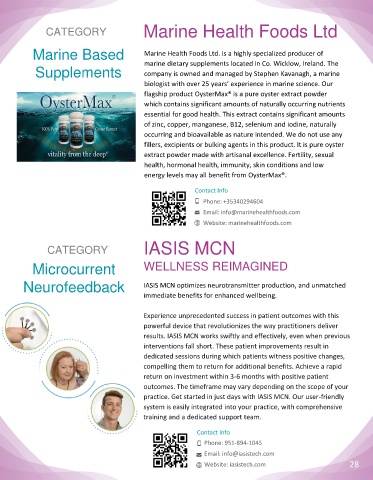 CATEGORY
Marine Based
Supplements
OysterMax®
100% Pure Oyster Extract
vitality from the deep®
Marine Health Foods Ltd
Marine Health Foods Ltd. is a highly specialized producer of
marine dietary supplements located in Co. Wicklow, Ireland. The
company is owned and managed by Stephen Kavanagh, a marine
biologist with over 25 years' experience in marine science. Our
flagship product OysterMax® is a pure oyster extract powder
which contains significant amounts of naturally occurring nutrients
essential for good health. This extract contains significant amounts
of zinc, copper, manganese, B12, selenium and iodine, naturally
occurring and bioavailable as nature intended. We do not use any
fillers, excipients or bulking agents in this product. It is pure oyster
extract powder made with artisanal excellence. Fertility, sexual
health, hormonal health, immunity, skin conditions and low
energy levels may all benefit from OysterMax®.
Contact Info
Phone: +35340294604
Email: info@marinehealthfoods.com
Website: marinehealthfoods.com
CATEGORY
Microcurrent
Neurofeedback
IASIS MCN
WELLNESS REIMAGINED
IASIS MCN optimizes neurotransmitter production, and unmatched
immediate benefits for enhanced wellbeing.
Experience unprecedented success in patient outcomes with this
powerful device that revolutionizes the way practitioners deliver
results. IASIS MCN works swiftly and effectively, even when previous
interventions fall short. These patient improvements result in
dedicated sessions during which patients witness positive changes,
compelling them to return for additional benefits. Achieve a rapid
return on investment within 3-6 months with positive patient
outcomes. The timeframe may vary depending on the scope of your
practice. Get started in just days with IASIS MCN. Our user-friendly
system is easily integrated into your practice, with comprehensive
training and a dedicated support team.
Contact Info
Phone: 951-894-1045
Email: info@iasistech.com
Website: iasistech.com
28